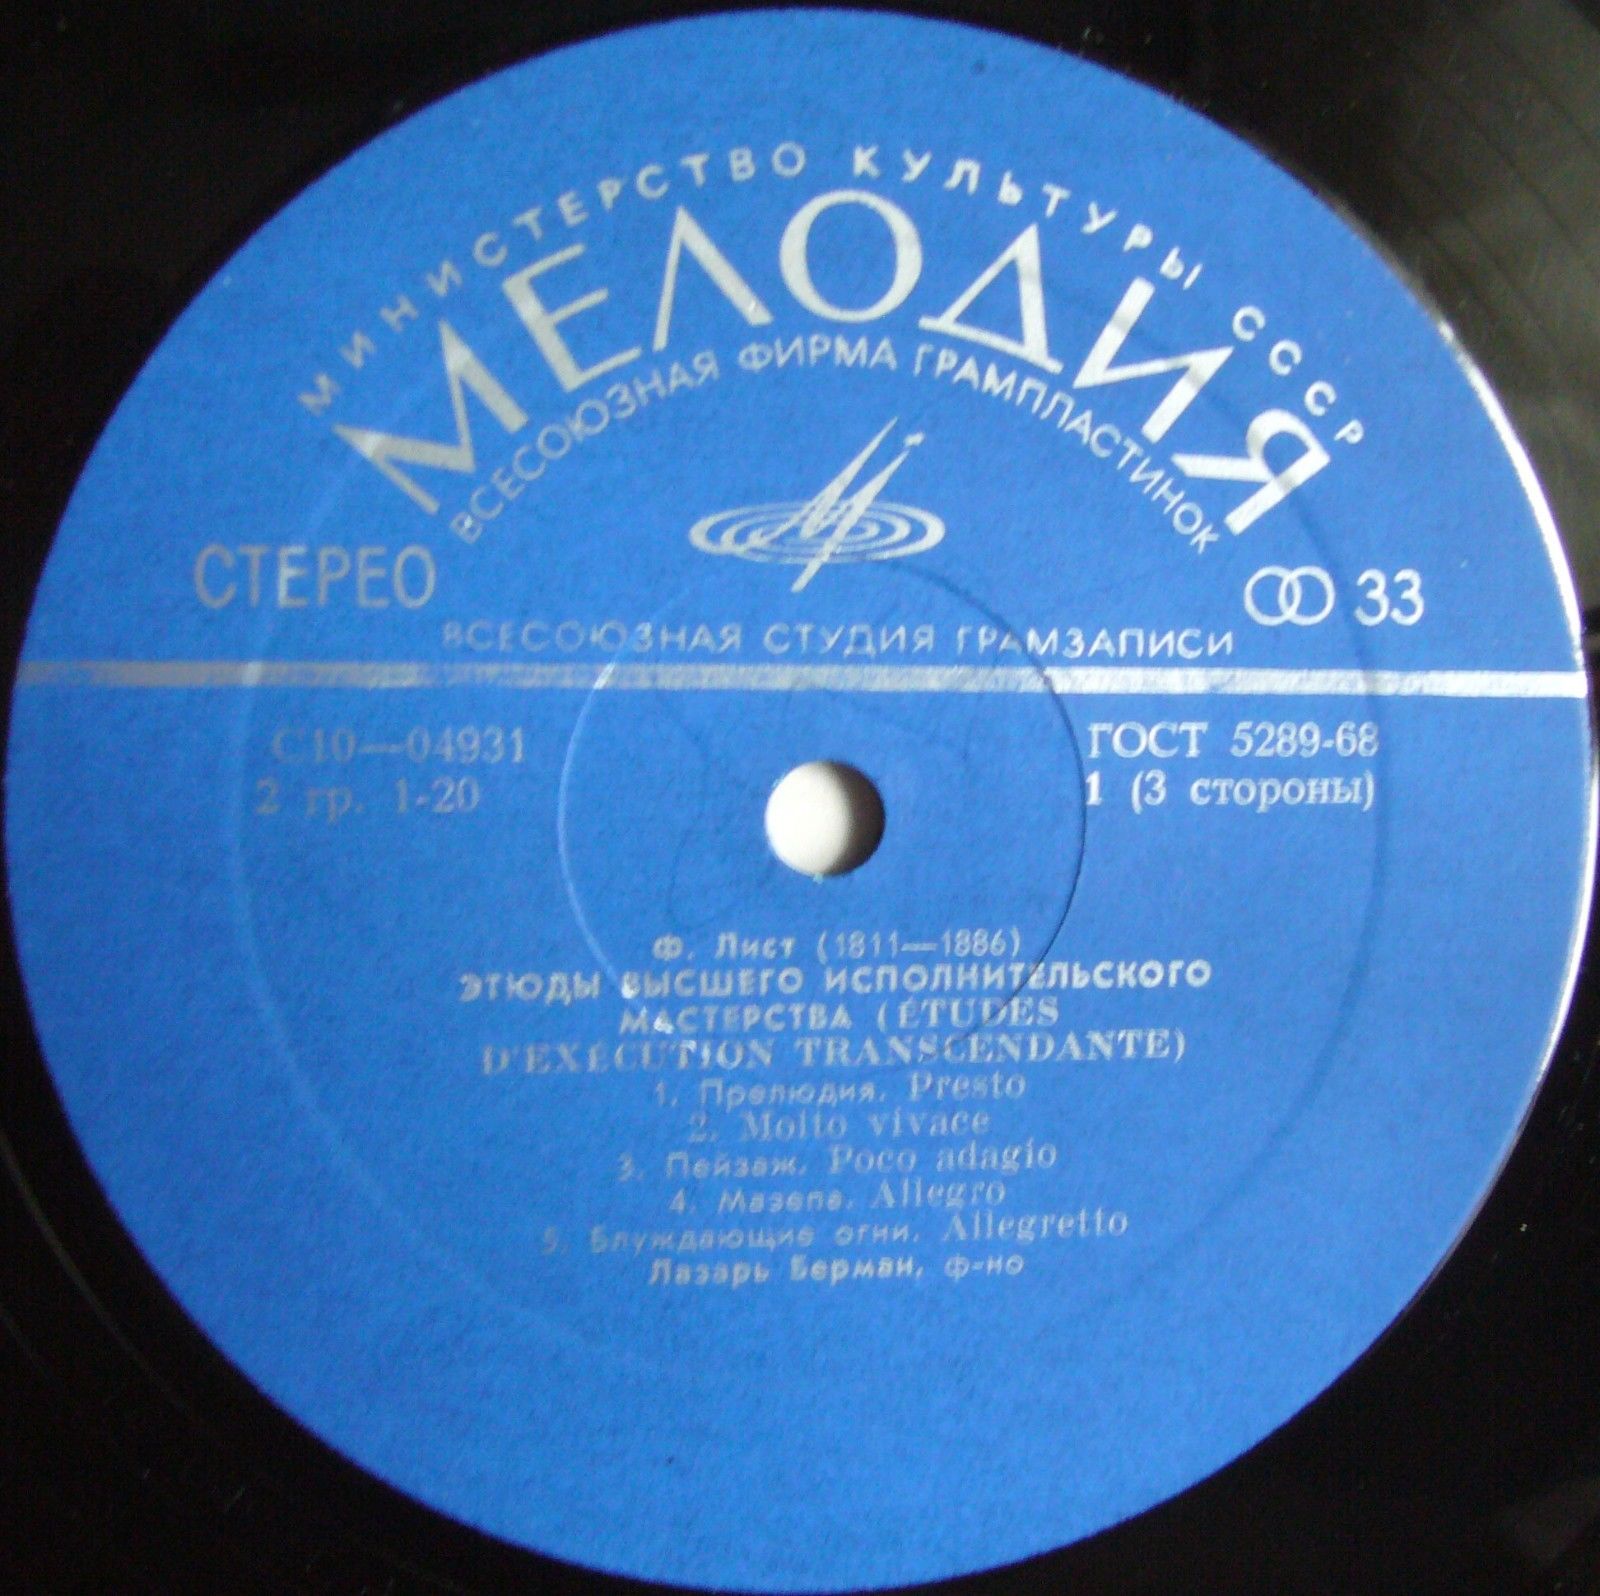 МИНИСТЕРСТВО КУЛЬТУРЫ СССР
МЕЛОДИЯ
ВСЕСОЮЗНАЯ ФИРМА ГРАМПЛАСТИНОК
СТЕРЕО
33
ВСЕСОЮЗНАЯ СТУДИЯ ГРАМЗАПИСИ
С10—04931
ГОСТ 5289-68
2 гр. 1-20
1 (3 стороны)
Ф. Лист (1811—1886)
ЭТЮДЫ ВЫСШЕГО ИСПОЛНИТЕЛЬСКОГО
МАСТЕРСТВА (ÉTUDES
D'EXÉCUTION TRANSCENDANTE)
1. Прелюдия. Presto
2. Molto vivace
3. Пейзаж. Poco adagio
4. Мазепа. Allegro
5. Блуждающие огни. Allegretto
Лазарь Берман, ф-но